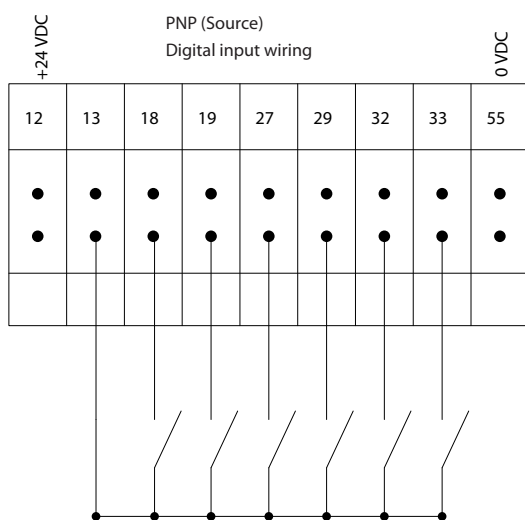 PNP (Source)
Digital input wiring
+24 VDC
0 VDC
12 13 18 19 27 29 32 33 55